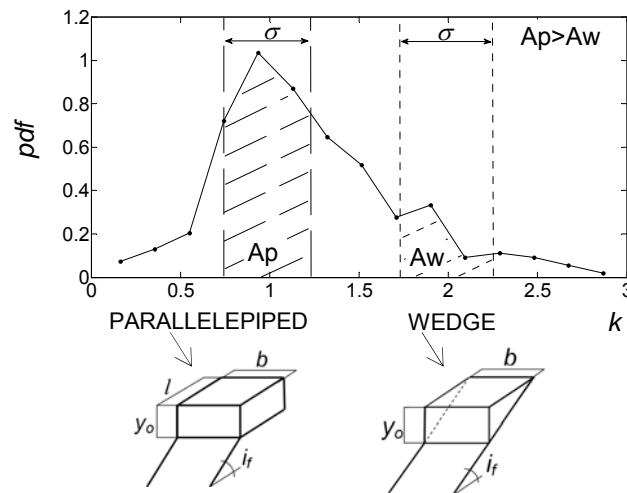 1.2
1
0.8
0.6
0.4
0.2
0
pdf
σ
σ
Ap>Aw
Ap
Aw
0
0.5
1
1.5
2
2.5
3
k
PARALLELEPIPED
WEDGE
l
b
b
yo
yo
if
if